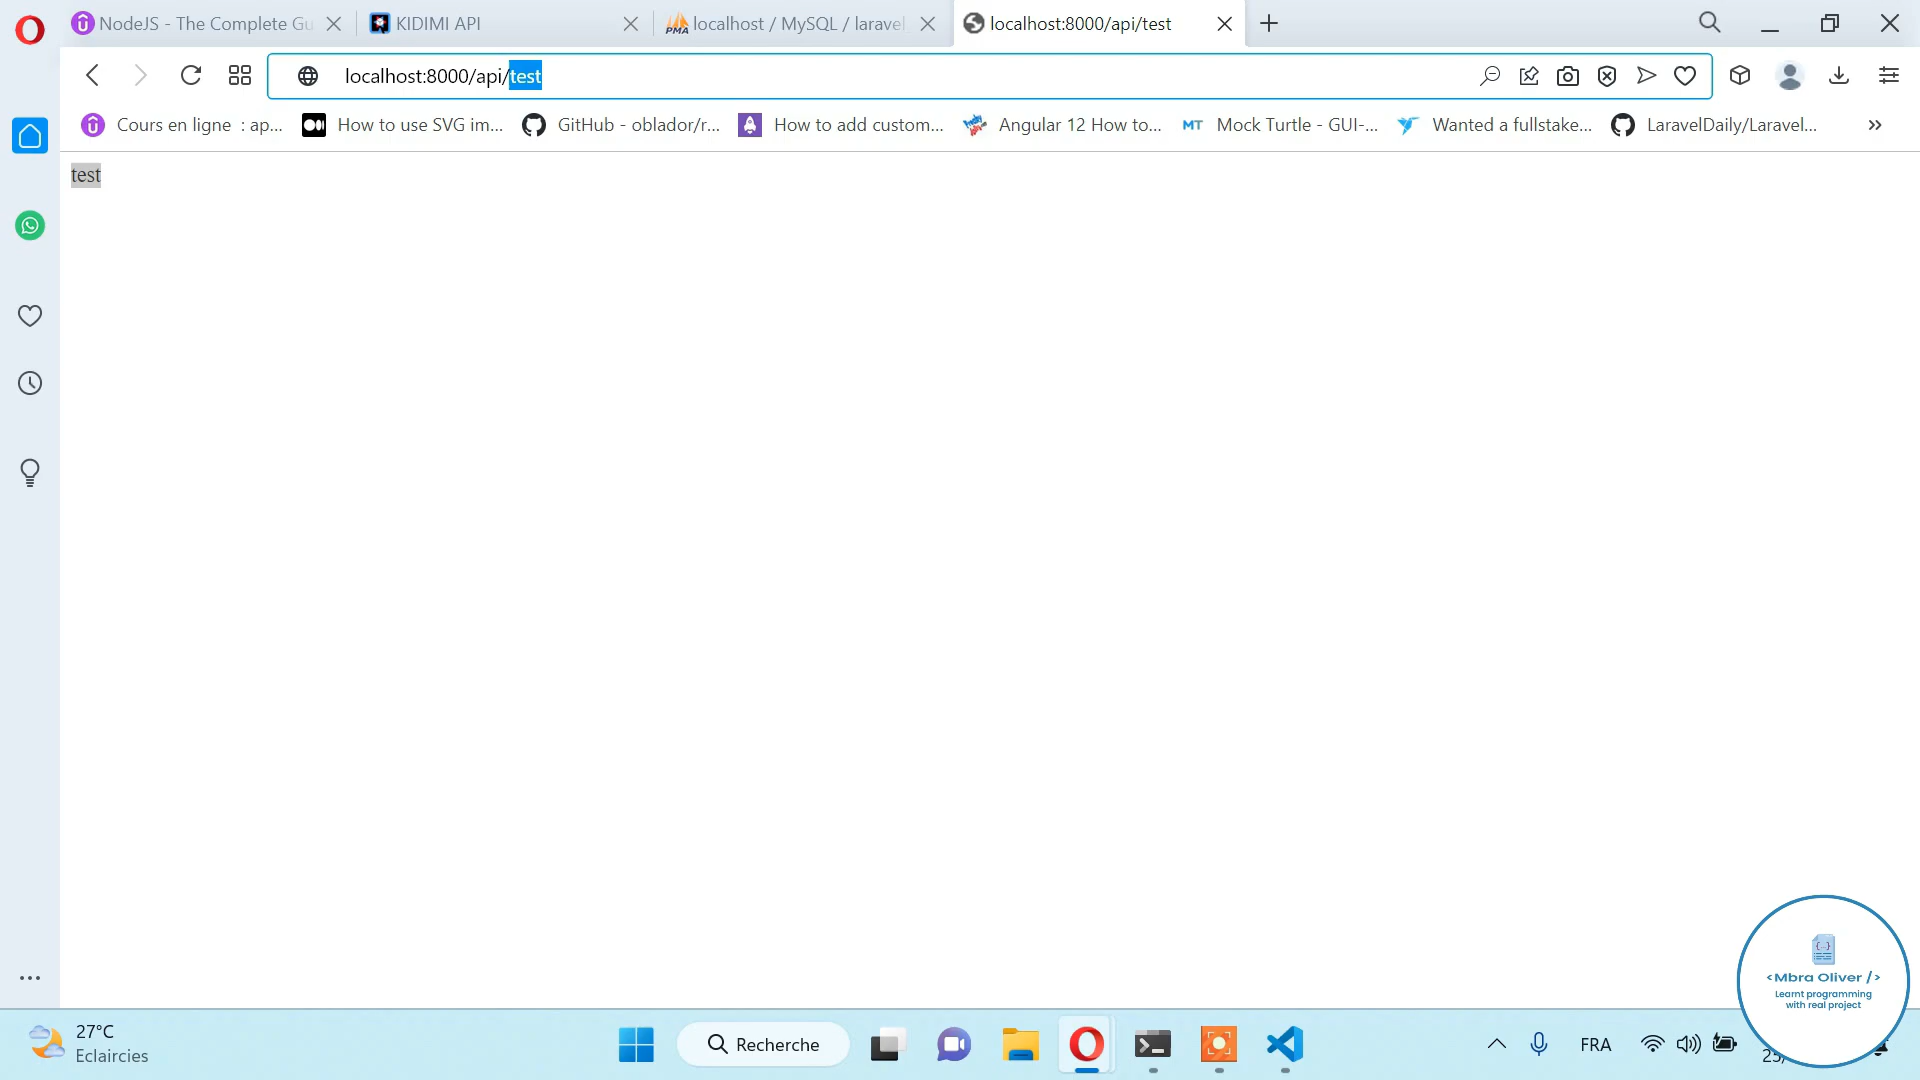 NodeJS - The Complete Gu
KIDIMI API
localhost / MySQL / laravel
localhost:8000/api/test
localhost:8000/api/test
Cours en ligne : ap...
How to use SVG im...
GitHub - oblador/r...
How to add custom...
Angular 12 How to...
MT
Mock Turtle - GUI-...
Wanted a fullstake...
LaravelDaily/Laravel...
test
{..}
<Mbra Oliver />
Learnt programming
with real project
27°C
Eclaircies
Recherche
FRA